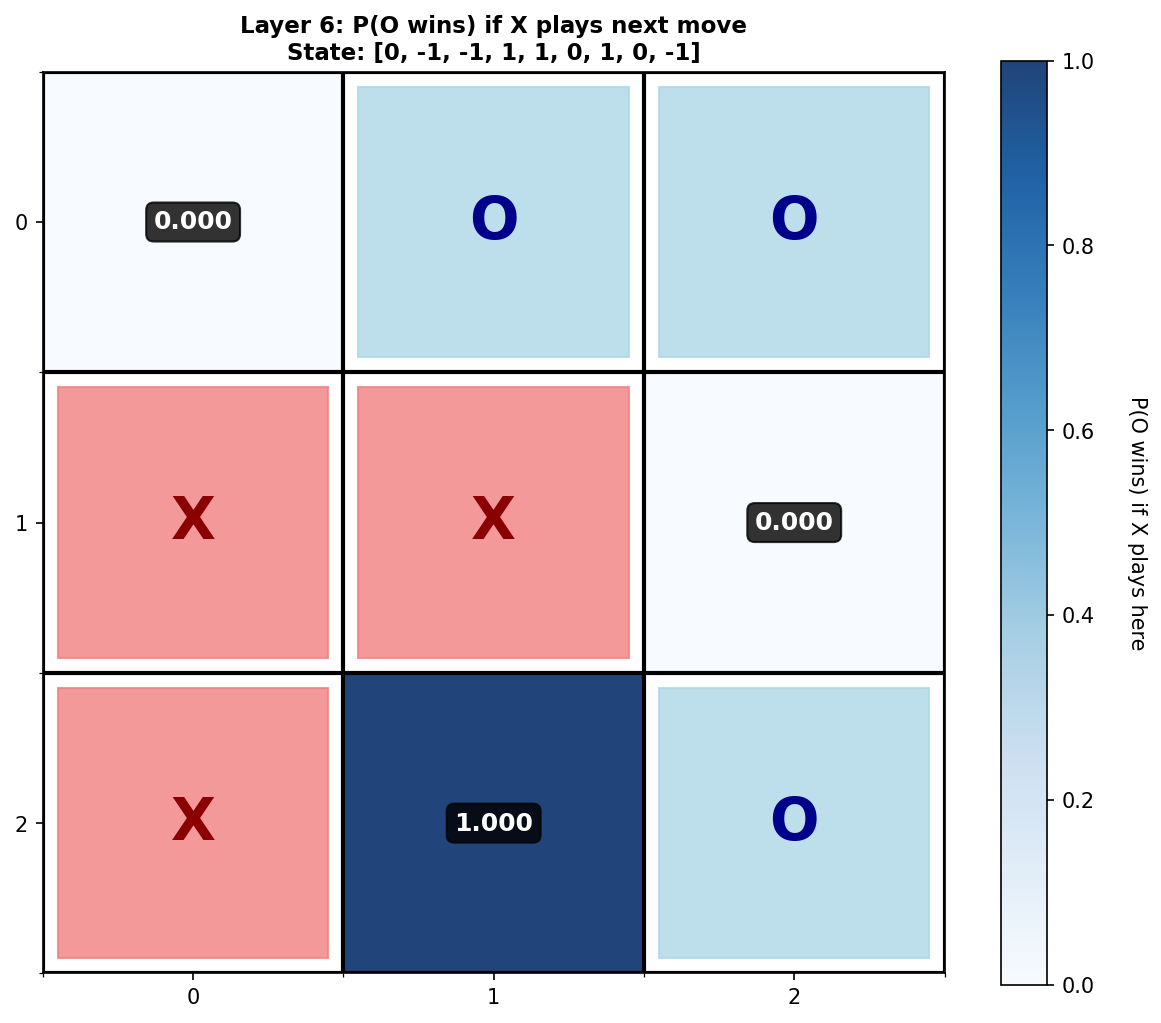 Layer 6: P(O wins) if X plays next move
State: [0, -1, -1, 1, 1, 0, 1, 0, -1]
0
0.000
O
O
1
X
X
0.000
2
X
1.000
O
0
1
2
1.0
0.8
0.6
0.4
0.2
0.0
P(O wins) if X plays here